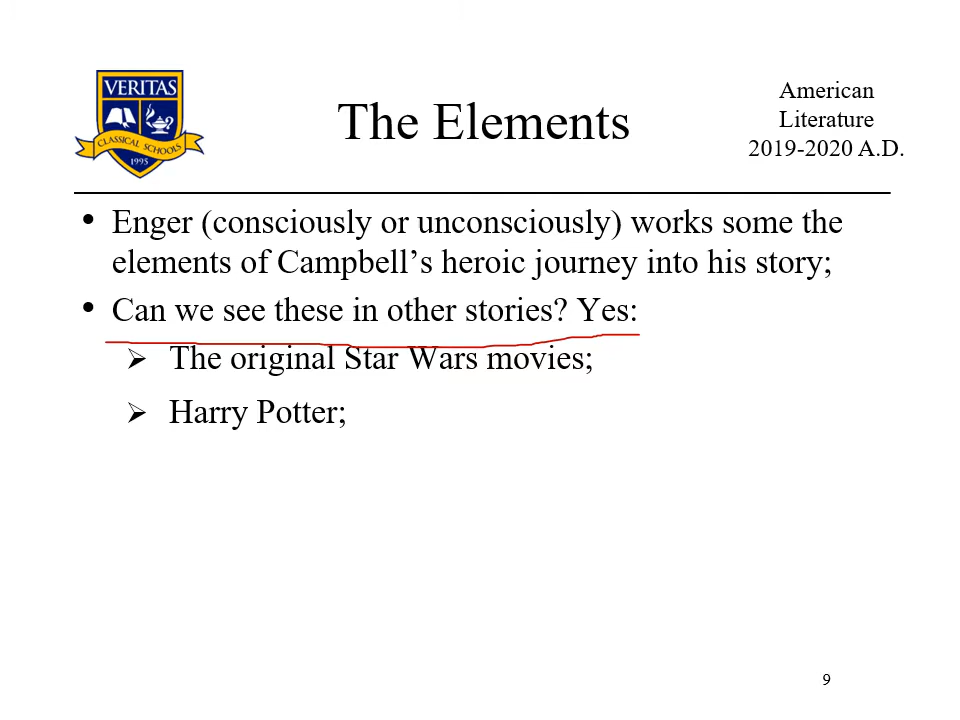 VERITAS
CLASSICAL SCHOOLS
1995
The Elements
American
Literature
2019-2020 A.D.
• Enger (consciously or unconsciously) works some the
elements of Campbell’s heroic journey into his story;
• Can we see these in other stories? Yes:
➢ The original Star Wars movies;
➢ Harry Potter;
9